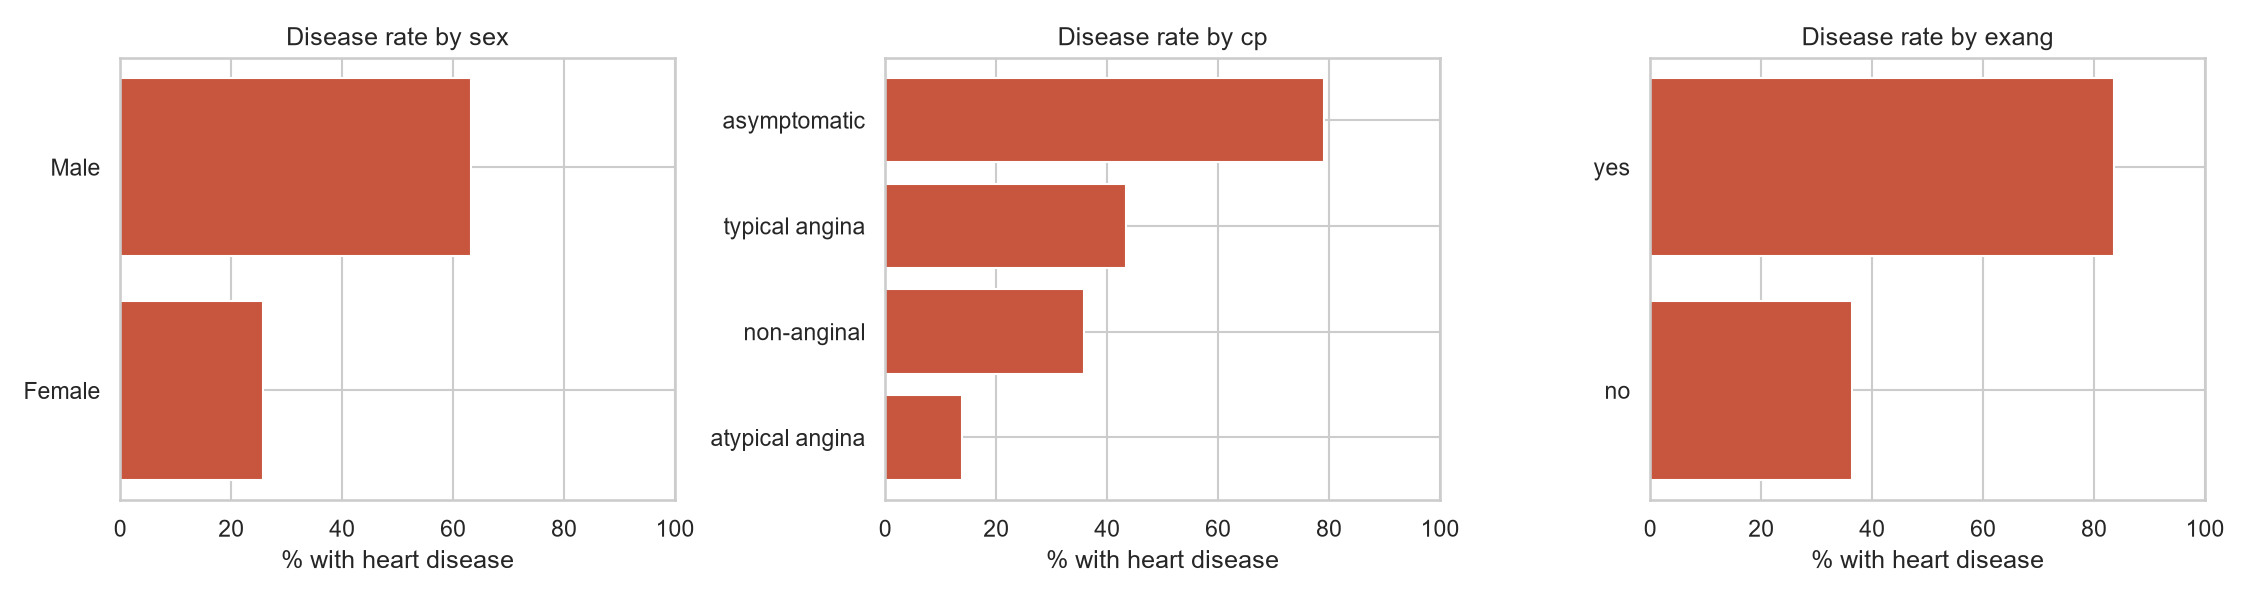 Disease rate by sex
Male
Female
0 20 40 60 80 100
% with heart disease
Disease rate by cp
asymptomatic
typical angina
non-anginal
atypical angina
0 20 40 60 80 100
% with heart disease
Disease rate by exang
yes
no
0 20 40 60 80 100
% with heart disease